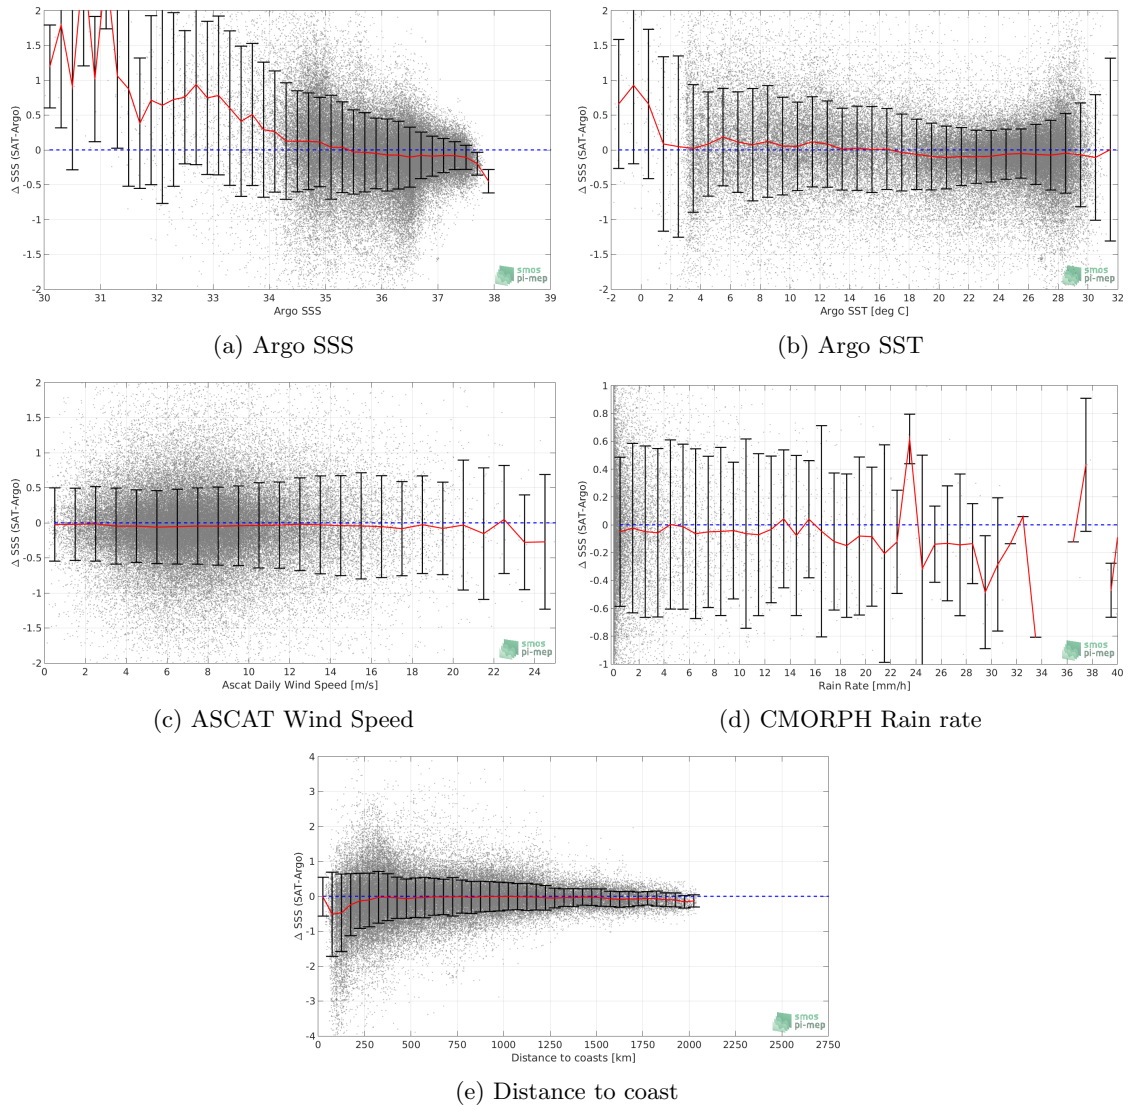 2
1.5
1
0.5
0
-0.5
-1
-1.5
-2
Δ SSS (SAT-Argo)
30 31 32 33 34 35 36 37 38 39
Argo SSS
smos
pi-mep
(a) Argo SSS
2
1.5
1
0.5
0
-0.5
-1
-1.5
-2
Δ SSS (SAT-Argo)
-2 0 2 4 6 8 10 12 14 16 18 20 22 24 26 28 30 32
Argo SST [deg C]
smos
pi-mep
(b) Argo SST
2
1.5
1
0.5
0
-0.5
-1
-1.5
-2
Δ SSS (SAT-Argo)
0 2 4 6 8 10 12 14 16 18 20 22 24
Ascat Daily Wind Speed [m/s]
smos
pi-mep
(c) ASCAT Wind Speed
1
0.8
0.6
0.4
0.2
0
-0.2
-0.4
-0.6
-0.8
-1
Δ SSS (SAT-Argo)
0 2 4 6 8 10 12 14 16 18 20 22 24 26 28 30 32 34 36 38 40
Rain Rate [mm/h]
smos
pi-mep
(d) CMORPH Rain rate
4
3
2
1
0
-1
-2
-3
-4
Δ SSS (SAT-Argo)
0 250 500 750 1000 1250 1500 1750 2000 2250 2500 2750
Distance to coasts [km]
smos
pi-mep
(e) Distance to coast